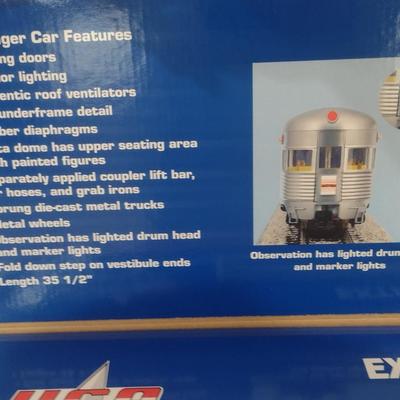 ger Car Features
ng doors
or lighting
entic roof ventilators
underframe detail
ber diaphragms
ta dome has upper seating area
h painted figures
parately applied coupler lift bar,
r hoses, and grab irons
prung die-cast metal trucks
etal wheels
Observation has lighted drum head
and marker lights
Fold down step on vestibule ends
Length 35 1/2"
Observation has lighted drum
and marker lights
EX